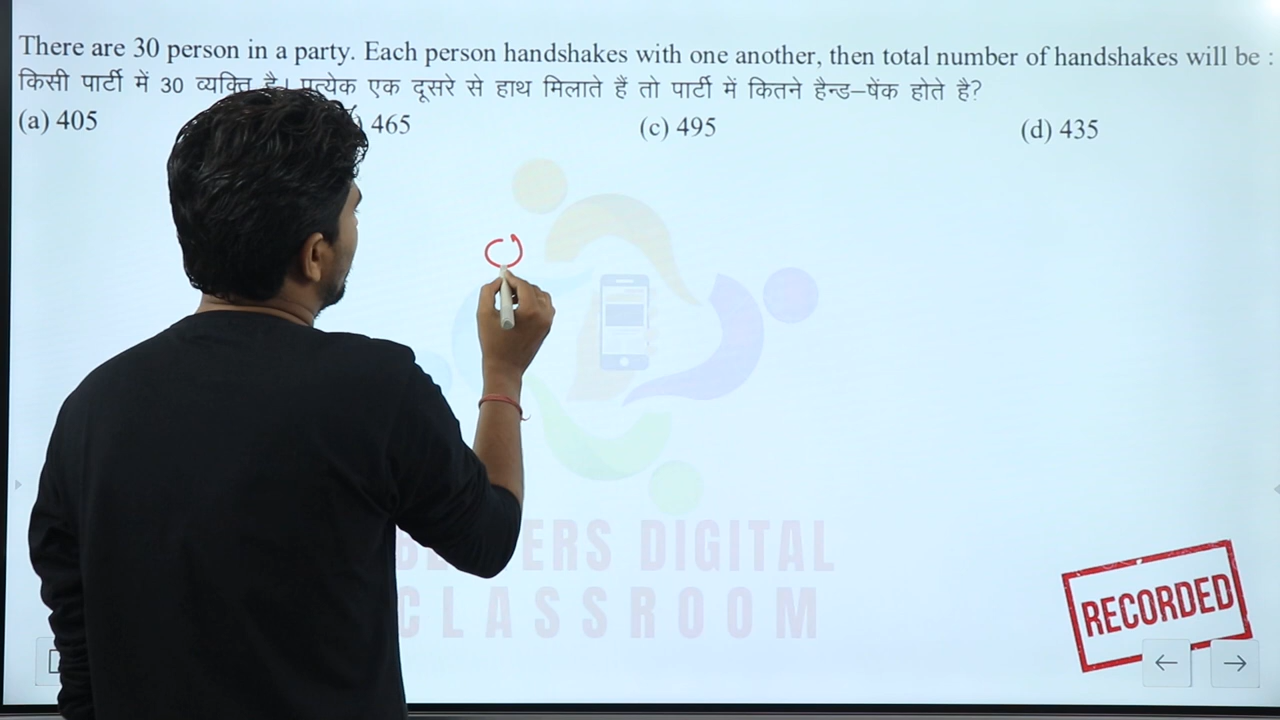 There are 30 person in a party. Each person handshakes with one another, then total number of handshakes will be :
किसी पार्टी में 30 व्यक्ति है। प्रत्येक एक दूसरे से हाथ मिलाते हैं तो पार्टी में कितने हैन्ड–षेंक होते है?
(a) 405 465 (c) 495 (d) 435
DIGITAL
CLASSROOM
RECORDED